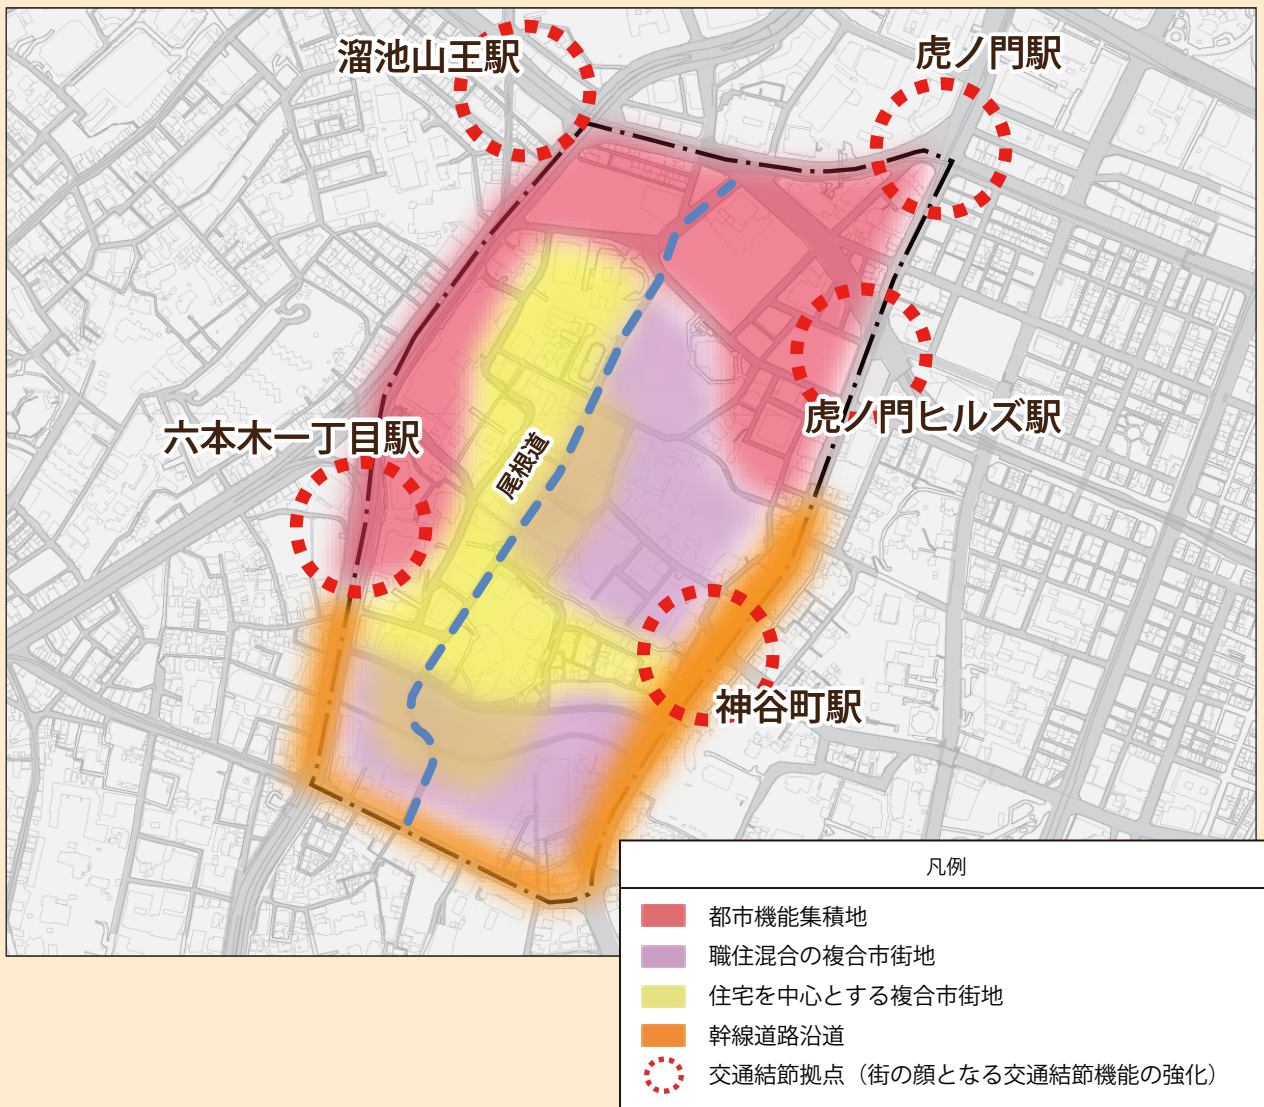 溜池山王駅
虎ノ門駅
虎ノ門ヒルズ駅
六本木一丁目駅
尾根道
神谷町駅
凡例
都市機能集積地
職住混合の複合市街地
住宅を中心とする複合市街地
幹線道路沿道
交通結節拠点（街の顔となる交通結節機能の強化）